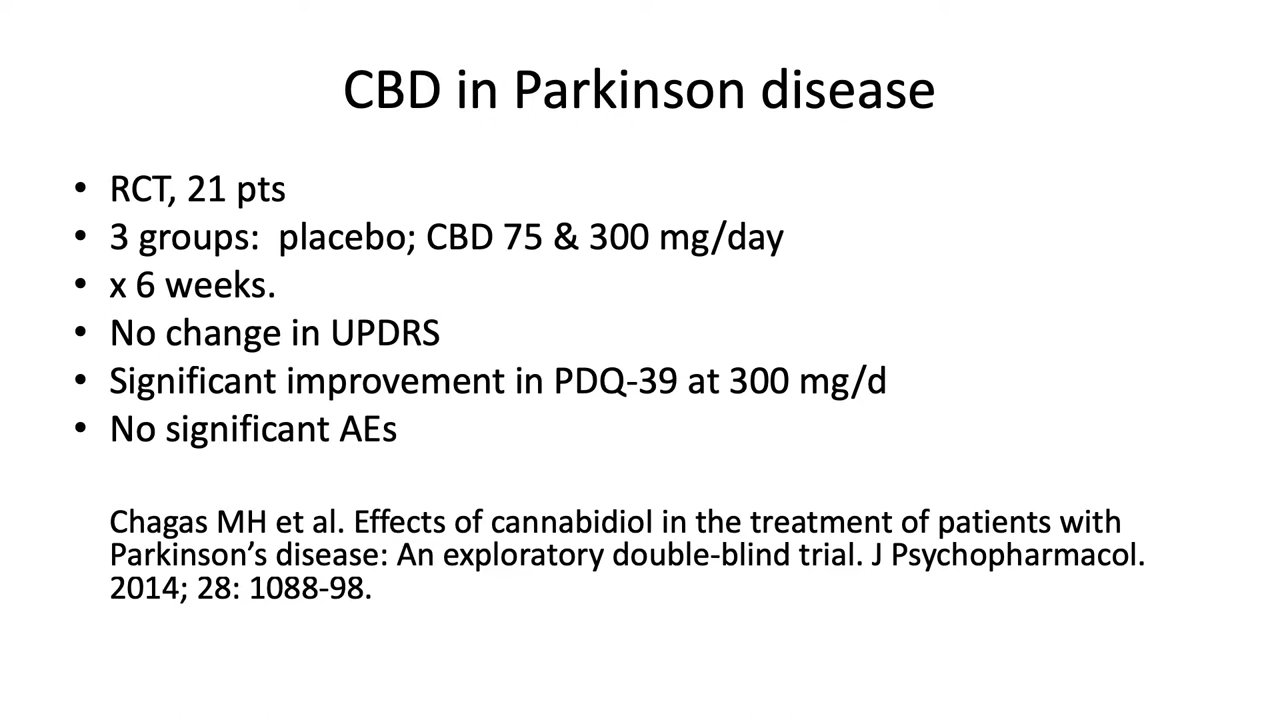 CBD in Parkinson disease
• RCT, 21 pts
• 3 groups:  placebo; CBD 75 & 300 mg/day
• x 6 weeks.
• No change in UPDRS
• Significant improvement in PDQ-39 at 300 mg/d
• No significant AEs
Chagas MH et al. Effects of cannabidiol in the treatment of patients with
Parkinson’s disease: An exploratory double-blind trial. J Psychopharmacol.
2014; 28: 1088-98.